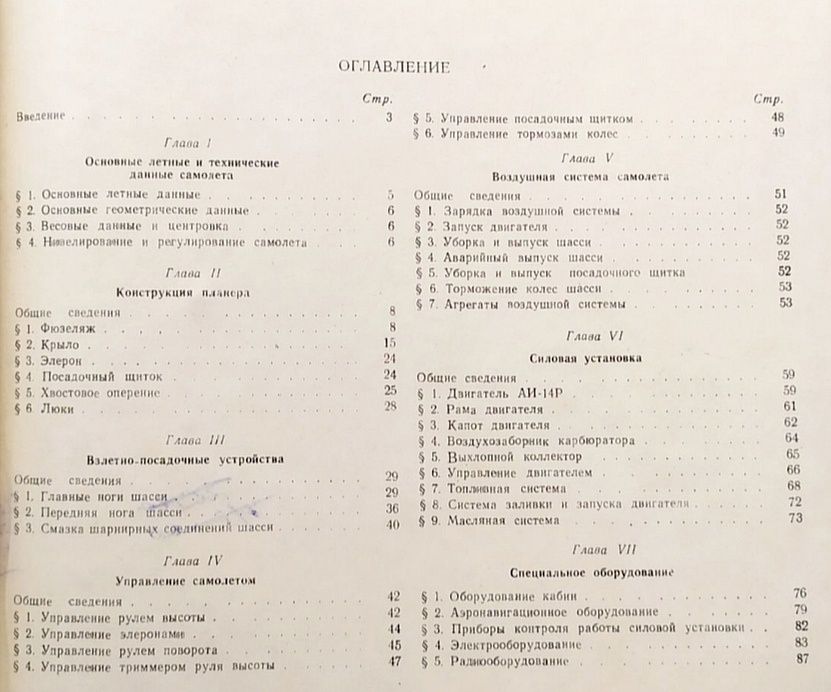 ОГЛАВЛЕНИЕ
Стр.
Введение 3
Глава I
Основные летные и технические
данные самолета
§ 1. Основные летные данные 5
§ 2. Основные геометрические данные 6
§ 3. Весовые данные и центровка 6
§ 4. Нивелирование и регулирование самолета 6
Глава II
Конструкция планера
Общие сведения 8
§ 1. Фюзеляж 8
§ 2. Крыло 15
§ 3. Элерон 24
§ 4. Посадочный щиток 24
§ 5. Хвостовое оперение 25
§ 6. Люки 28
Глава III
Взлетно-посадочные устройства
Общие сведения 29
§ 1. Главные ноги шасси 29
§ 2. Передняя нога шасси 36
§ 3. Смазка шарнирных соединений шасси 40
Глава IV
Управление самолетом
Общие сведения 42
§ 1. Управление рулем высоты 42
§ 2. Управление элеронами 44
§ 3. Управление рулем поворота 45
§ 4. Управление триммером руля высоты 47
Стр.
§ 5. Управление посадочным щитком 48
§ 6. Управление тормозами колес 49
Глава V
Воздушная система самолета
Общие сведения 51
§ 1. Зарядка воздушной системы 52
§ 2. Запуск двигателя 52
§ 3. Уборка и выпуск шасси 52
§ 4. Аварийный выпуск шасси 52
§ 5. Уборка и выпуск посадочного щитка 52
§ 6. Торможение колес шасси 53
§ 7. Агрегаты воздушной системы 53
Глава VI
Силовая установка
Общие сведения 59
§ 1. Двигатель АИ-14Р 59
§ 2. Рама двигателя 61
§ 3. Капот двигателя 62
§ 4. Воздухозаборник карбюратора 64
§ 5. Выхлопной коллектор 65
§ 6. Управление двигателем 66
§ 7. Топливная система 68
§ 8. Система заливки и запуска двигателя 72
§ 9. Масляная система 73
Глава VII
Специальное оборудование
§ 1. Оборудование кабин 76
§ 2. Аэронавигационное оборудование 79
§ 3. Приборы контроля работы силовой установки 82
§ 4. Электрооборудование 83
§ 5. Радиооборудование 87